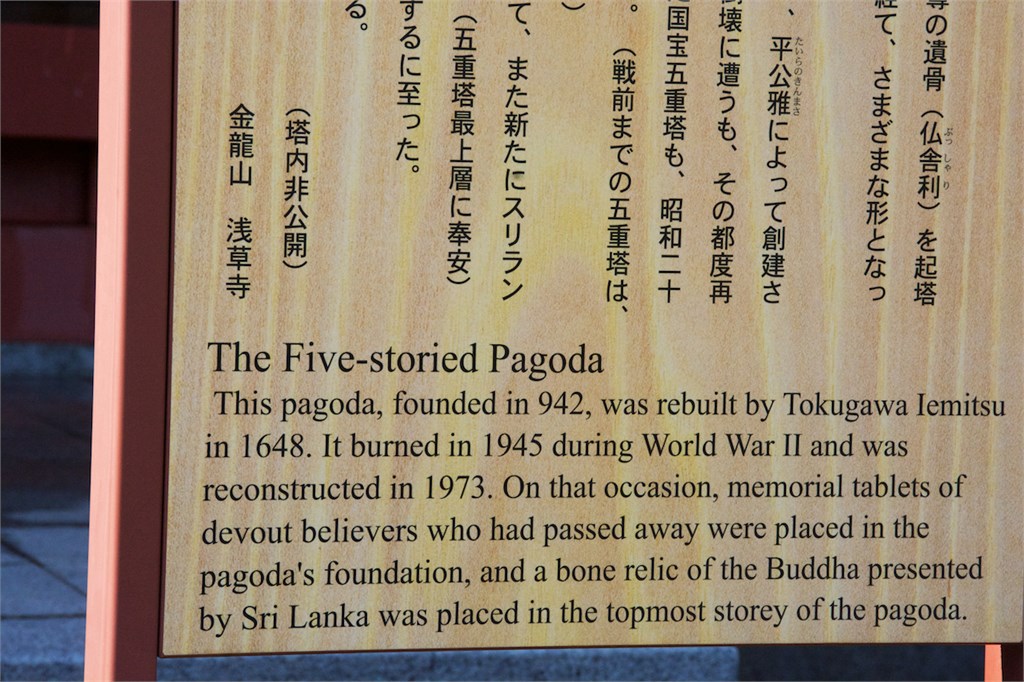 尊の遺骨（仏舎利）を起塔
経て、さまざまな形となっ
、平公雅によって創建さ
倒壊に遭うも、その都度再
国宝五重塔も、昭和二十
。（戦前までの五重塔は、
）
て、また新たにスリラン
（五重塔最上層に奉安）
するに至った。
る。
（塔内非公開）
金龍山　浅草寺
The Five-storied Pagoda
This pagoda, founded in 942, was rebuilt by Tokugawa Iemitsu
in 1648. It burned in 1945 during World War II and was
reconstructed in 1973. On that occasion, memorial tablets of
devout believers who had passed away were placed in the
pagoda's foundation, and a bone relic of the Buddha presented
by Sri Lanka was placed in the topmost storey of the pagoda.